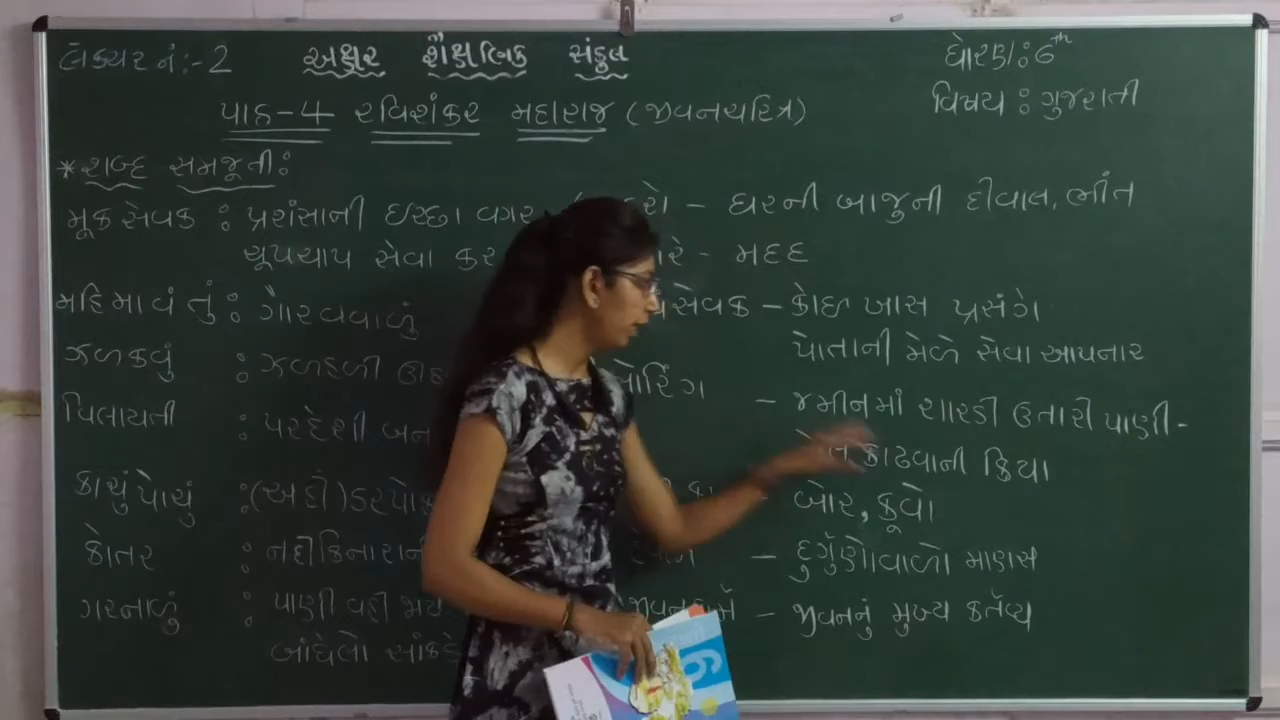 લેક્ચર નં:-2
અક્ષર શૈક્ષણિક સંકુલ
ધોરણ:6th
વિષય : ગુજરાતી
પાઠ-4 રવિશંકર મહારાજ (જીવનચરિત્ર)
*શબ્દ સમજૂતી:
મૂકસેવક : પ્રશંસાની ઇચ્છા વગર
ચૂપચાપ સેવા કર
મહિમાવંતું : ગૌરવવાળું
ઝળકવું : ઝળહળી
વિલાયતી : પરદેશી
કાચુંપોચું : (અહીં) ડરપોક
કોતર : નદીકિનારાની
ગરનાળું : પાણી વહી
બાંધેલો
– ઘરની બાજુની દીવાલ, ભીંત
– મદદ
– કોઈ ખાસ પ્રસંગે
પોતાની મેળે સેવા આપનાર
– જમીનમાં શારડી ઉતારી પાણી-
કાઢવાની ક્રિયા
– બોર, કૂવો
– દુર્ગુણોવાળો માણસ
– જીવનનું મુખ્ય કર્તવ્ય
6